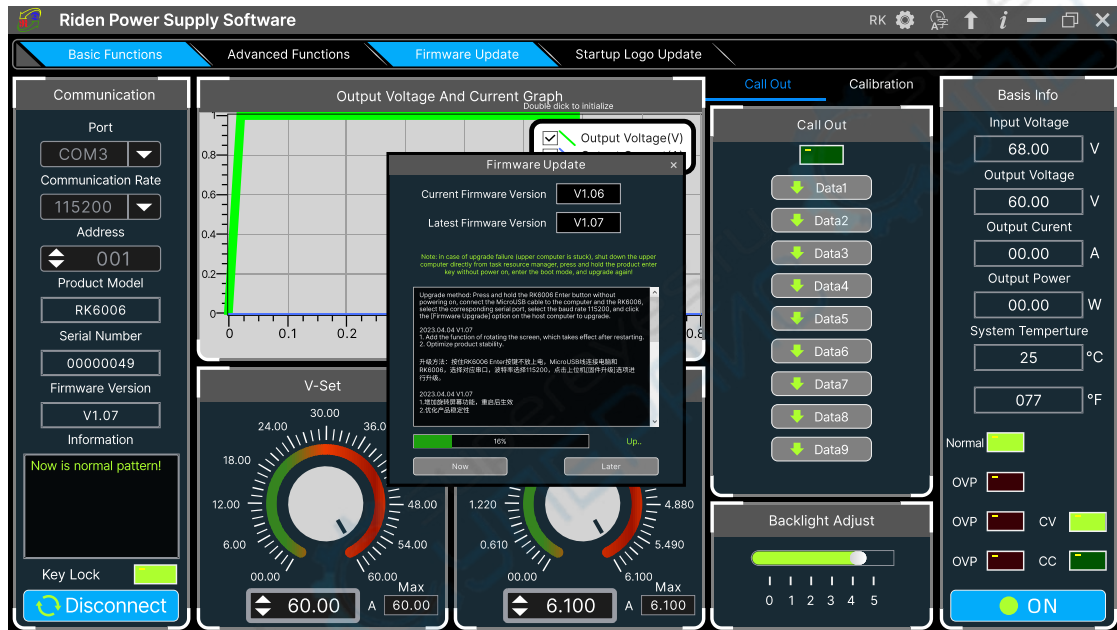 Riden Power Supply Software
RK
Basic Functions
Advanced Functions
Firmware Update
Startup Logo Update
Communication
Port
COM3
Communication Rate
115200
Address
001
Product Model
RK6006
Serial Number
00000049
Firmware Version
V1.07
Information
Now is normal pattern!
Key Lock
Disconnect
Output Voltage And Current Graph
Double dick to initialize
Output Voltage(V)
1
0.8
0.6
0.4
0.2
0
0
0.1
0.2
0.8
Firmware Update
Current Firmware Version V1.06
Latest Firmware Version V1.07
Note: in case of upgrade failure (upper computer is stuck), shut down the upper
computer directly from task resource manager, press and hold the product enter
key without power on, enter the boot mode, and upgrade again!
Upgrade method: Press and hold the RK6006 Enter button without
powering on, connect the MicroUSB cable to the computer and the RK6006,
select the corresponding serial port, select the baud rate 115200, and click
the [Firmware Upgrade] option on the host computer to upgrade.
2023.04.04 V1.07
1. Add the function of rotating the screen, which takes effect after restarting.
2. Optimize product stability.
升级方法：按住RK6006 Enter按键不放上电，MicroUSB线连接电脑和
RK6006，选择对应串口，波特率选择115200，点击上位机[固件升级]选项进
行升级。
2023.04.04 V1.07
1.增加旋转屏幕功能，重启后生效
2.优化产品稳定性
16%
Up..
Now
Later
V-Set
00.00
6.00
12.00
18.00
24.00
30.00
36.0
48.00
54.00
60.00
60.00
A
Max
60.00
00.00
0.610
1.220
4.880
5.490
6.100
6.100
A
Max
6.100
Call Out
Calibration
Call Out
Data1
Data2
Data3
Data4
Data5
Data6
Data7
Data8
Data9
Backlight Adjust
0 1 2 3 4 5
Basis Info
Input Voltage
68.00 V
Output Voltage
60.00 V
Output Curent
00.00 A
Output Power
00.00 W
System Temperture
25 °C
077 °F
Normal
OVP
OVP CV
OVP CC
ON